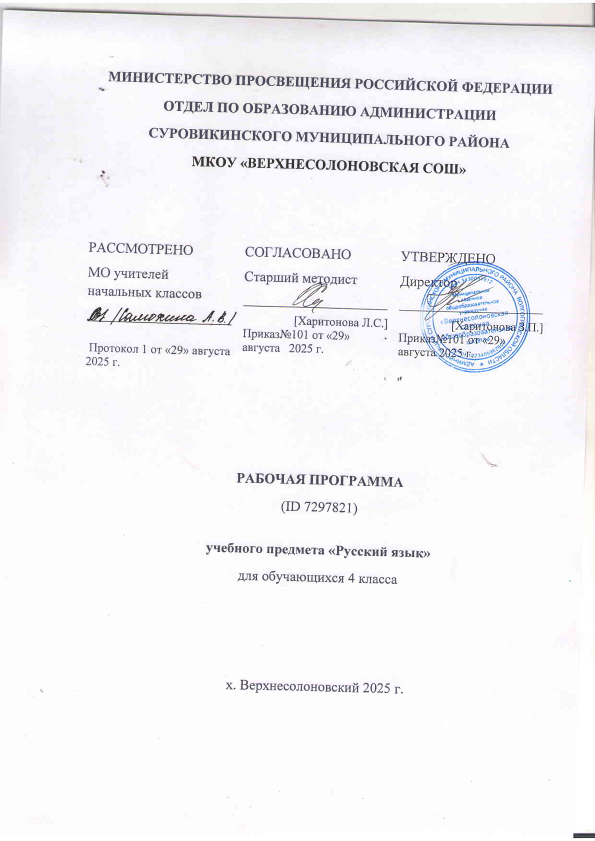 МИНИСТЕРСТВО ПРОСВЕЩЕНИЯ РОССИЙСКОЙ ФЕДЕРАЦИИ
ОТДЕЛ ПО ОБРАЗОВАНИЮ АДМИНИСТРАЦИИ
СУРОВИКИНСКОГО МУНИЦИПАЛЬНОГО РАЙОНА
МКОУ «ВЕРХНЕСОЛОНОВСКАЯ СОШ»
РАССМОТРЕНО
МО учителей
начальных классов
Протокол 1 от «29» августа
2025 г.
СОГЛАСОВАНО
Старший методист
[Харитонова Л.С.]
Приказ№101 от «29»
августа 2025 г.
УТВЕРЖДЕНО
Директор
[Харитонова З.П.]
Приказ№101 от «29»
августа 2025 г.
РАБОЧАЯ ПРОГРАММА
(ID 7297821)
учебного предмета «Русский язык»
для обучающихся 4 класса
х. Верхнесолоновский 2025 г.